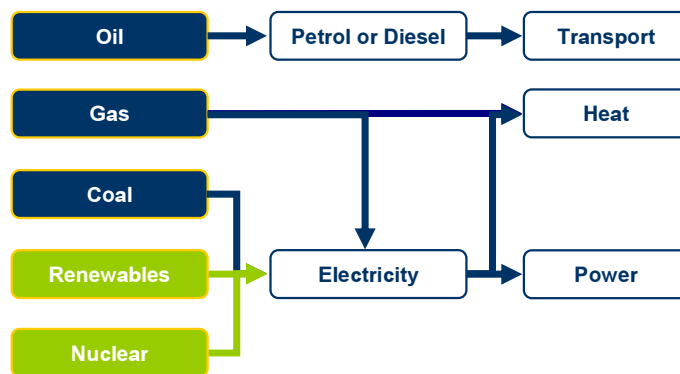 Oil
Petrol or Diesel
Transport
Gas
Heat
Coal
Renewables
Electricity
Power
Nuclear